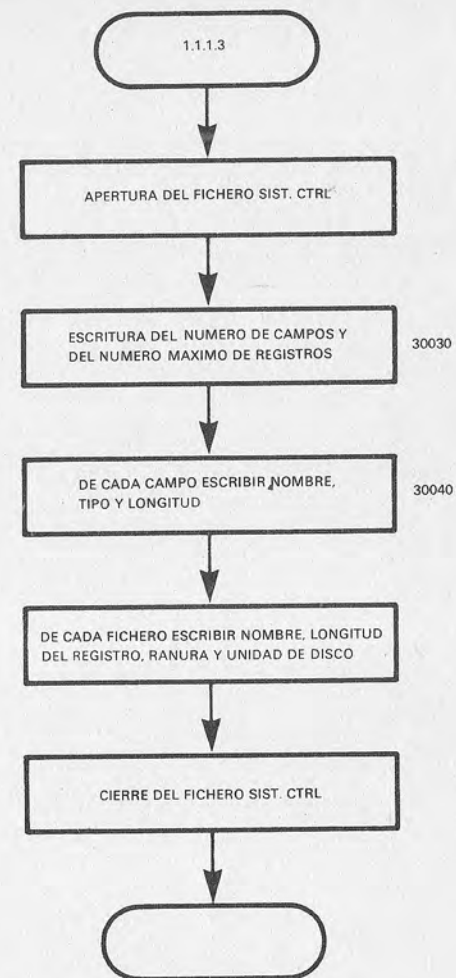 1.1.1.3
APERTURA DEL FICHERO SIST. CTRL
ESCRITURA DEL NUMERO DE CAMPOS Y
DEL NUMERO MAXIMO DE REGISTROS
30030
DE CADA CAMPO ESCRIBIR NOMBRE,
TIPO Y LONGITUD
30040
DE CADA FICHERO ESCRIBIR NOMBRE, LONGITUD
DEL REGISTRO, RANURA Y UNIDAD DE DISCO
CIERRE DEL FICHERO SIST. CTRL